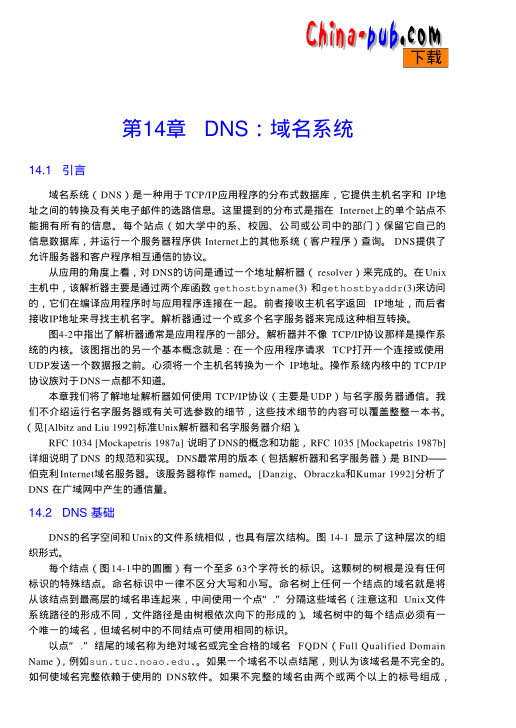 China-pub.com
下载
第14章 DNS：域名系统
14.1 引言
域名系统（DNS）是一种用于TCP/IP应用程序的分布式数据库，它提供主机名字和 IP地
址之间的转换及有关电子邮件的选路信息。这里提到的分布式是指在 Internet上的单个站点不
能拥有所有的信息。每个站点（如大学中的系、校园、公司或公司中的部门）保留它自己的
信息数据库，并运行一个服务器程序供 Internet上的其他系统（客户程序）查询。 DNS提供了
允许服务器和客户程序相互通信的协议。
从应用的角度上看，对 DNS的访问是通过一个地址解析器（ resolver）来完成的。在 Unix
主机中，该解析器主要是通过两个库函数 gethostbyname(3) 和gethostbyaddr(3)来访问
的，它们在编译应用程序时与应用程序连接在一起。前者接收主机名字返回 IP地址，而后者
接收IP地址来寻找主机名字。解析器通过一个或多个名字服务器来完成这种相互转换。
图4-2中指出了解析器通常是应用程序的一部分。解析器并不像 TCP/IP协议那样是操作系
统的内核。该图指出的另一个基本概念就是：在一个应用程序请求 TCP打开一个连接或使用
UDP发送一个数据报之前。心须将一个主机名转换为一个 IP地址。操作系统内核中的 TCP/IP
协议族对于DNS一点都不知道。
本章我们将了解地址解析器如何使用 TCP/IP协议（主要是 UDP）与名字服务器通信。我
们不介绍运行名字服务器或有关可选参数的细节，这些技术细节的内容可以覆盖整整一本书。
（见[Albitz and Liu 1992]标准Unix解析器和名字服务器介绍）。
RFC 1034 [Mockapetris 1987a] 说明了DNS的概念和功能，RFC 1035 [Mockapetris 1987b]
详细说明了DNS 的规范和实现。DNS最常用的版本（包括解析器和名字服务器）是 BIND——
伯克利Internet域名服务器。该服务器称作 named。[Danzig、Obraczka和Kumar 1992]分析了
DNS 在广域网中产生的通信量。
14.2 DNS 基础
DNS的名字空间和Unix的文件系统相似，也具有层次结构。图 14-1 显示了这种层次的组
织形式。
每个结点（图14-1中的圆圈）有一个至多 63个字符长的标识。这颗树的树根是没有任何
标识的特殊结点。命名标识中一律不区分大写和小写。命名树上任何一个结点的域名就是将
从该结点到最高层的域名串连起来，中间使用一个点”.”分隔这些域名（注意这和 Unix文件
系统路径的形成不同，文件路径是由树根依次向下的形成的）。域名树中的每个结点必须有一
个唯一的域名，但域名树中的不同结点可使用相同的标识。
以点”.”结尾的域名称为绝对域名或完全合格的域名 FQDN（Full Qualified Domain
Name），例如sun.tuc.noao.edu.。如果一个域名不以点结尾，则认为该域名是不完全的。
如何使域名完整依赖于使用的 DNS软件。如果不完整的域名由两个或两个以上的标号组成，